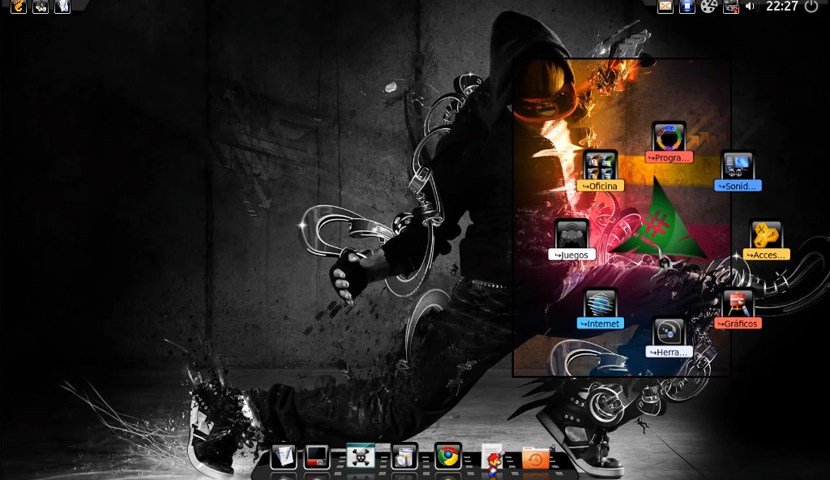 22:27
↪Progra...
↪Oficina
↪Sonid...
↪Juegos
↪Acces...
↪Internet
↪Gráficos
↪Herra...